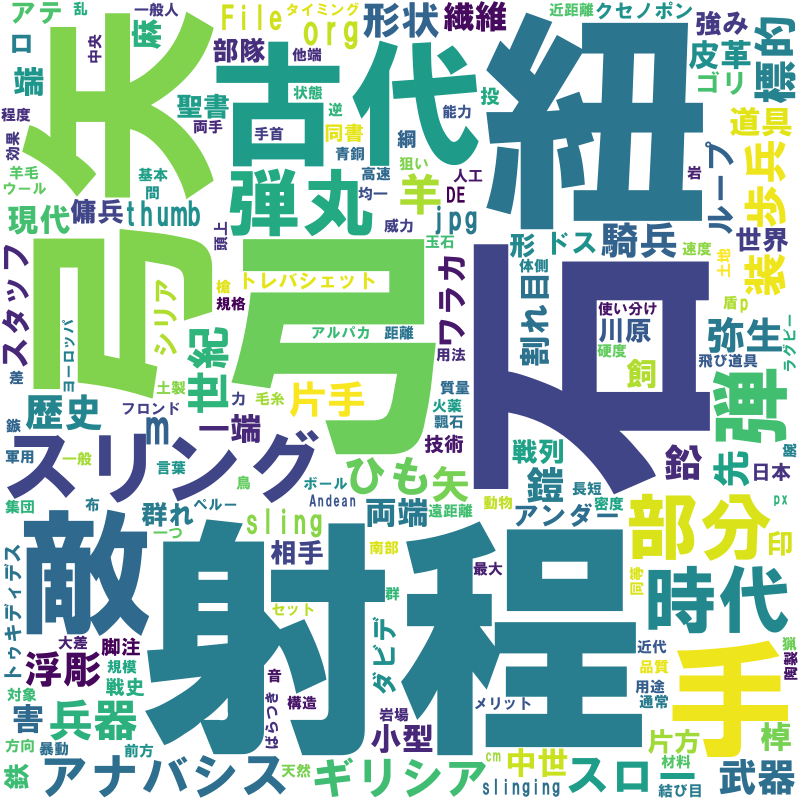 アテ
乱
一般人
麻
File
タイミング
org
形状
繊維
近距離
クセノポン
強み
標的
口
端
中央
弓矢
部隊
他端
古代
紐
皮革
ゴリ
程度
効果
聖書
状態
逆
能力
投
道具
両手
手首
同書
綱
青銅
狙い
羊毛
ウール
基本
間
弾丸
高速
均一
羊
人工
DE
岩
ループ
歩兵
現代
傭兵
thumb
頭上
威力
jpg
形
ドス
騎兵
世界
装
玉石
体側
速度
土地
スタッフ
シリア
槍
規格
トレバシェット
ワラカ
割れ目
使い分け
盾p
川原
弥生
アルパカ
距離
用法
硬度
飛び道具
ラグビー
差
ヨーロッパ
世紀
引
石
土製
毛糸
片手
質量
飼
弾
歴史
フロンド
力
火薬
飄石
鏃
m
一端
技術
戦列
鉛
先
日本
スリング
軍用
一般
言葉
鳥
ボール
ひも
矢
鎧
長短
腕
集団
布
ペルー
Andean
遠距離
動物
密度
px
群れ
一つ
sling
両端
アンダー
部分
印
敵
射程
相手
南部
最大
同等
時代
トゥキディデス
セット
群
近代
猟
大差
脚注
浮彫
規模
ダビデ
品質
手
陶製
対象
戦史
音
構造
メリット
用途
通常
害
兵器
ばらつき
岩場
小型
片方
棹
方向
暴動
前方
cm
中世
材料
鉄
アナバシス
天然
ギリシア
slinging
スロー
結び目
武器